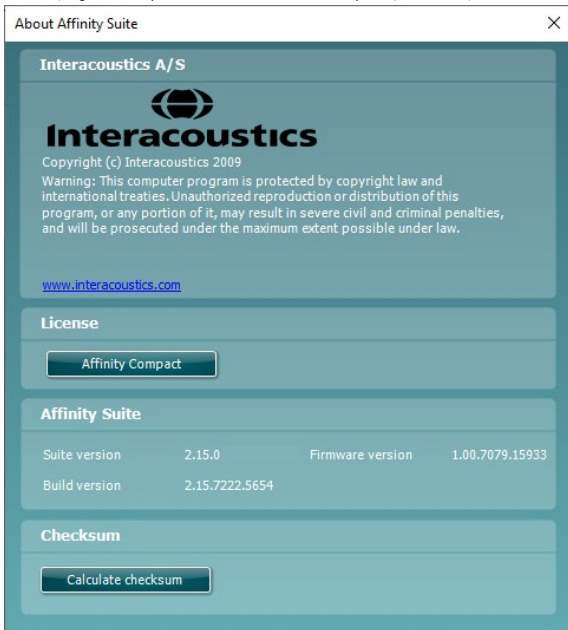 About Affinity Suite
Interacoustics A/S
Interacoustics
Copyright (c) Interacoustics 2009
Warning: This computer program is protected by copyright law and
international treaties. Unauthorized reproduction or distribution of this
program, or any portion of it, may result in severe civil and criminal penalties,
and will be prosecuted under the maximum extent possible under law.
www.interacoustics.com
License
Affinity Compact
Affinity Suite
Suite version 2.15.0 Firmware version 1.00.7079.15933
Build version 2.15.7222.5654
Checksum
Calculate checksum